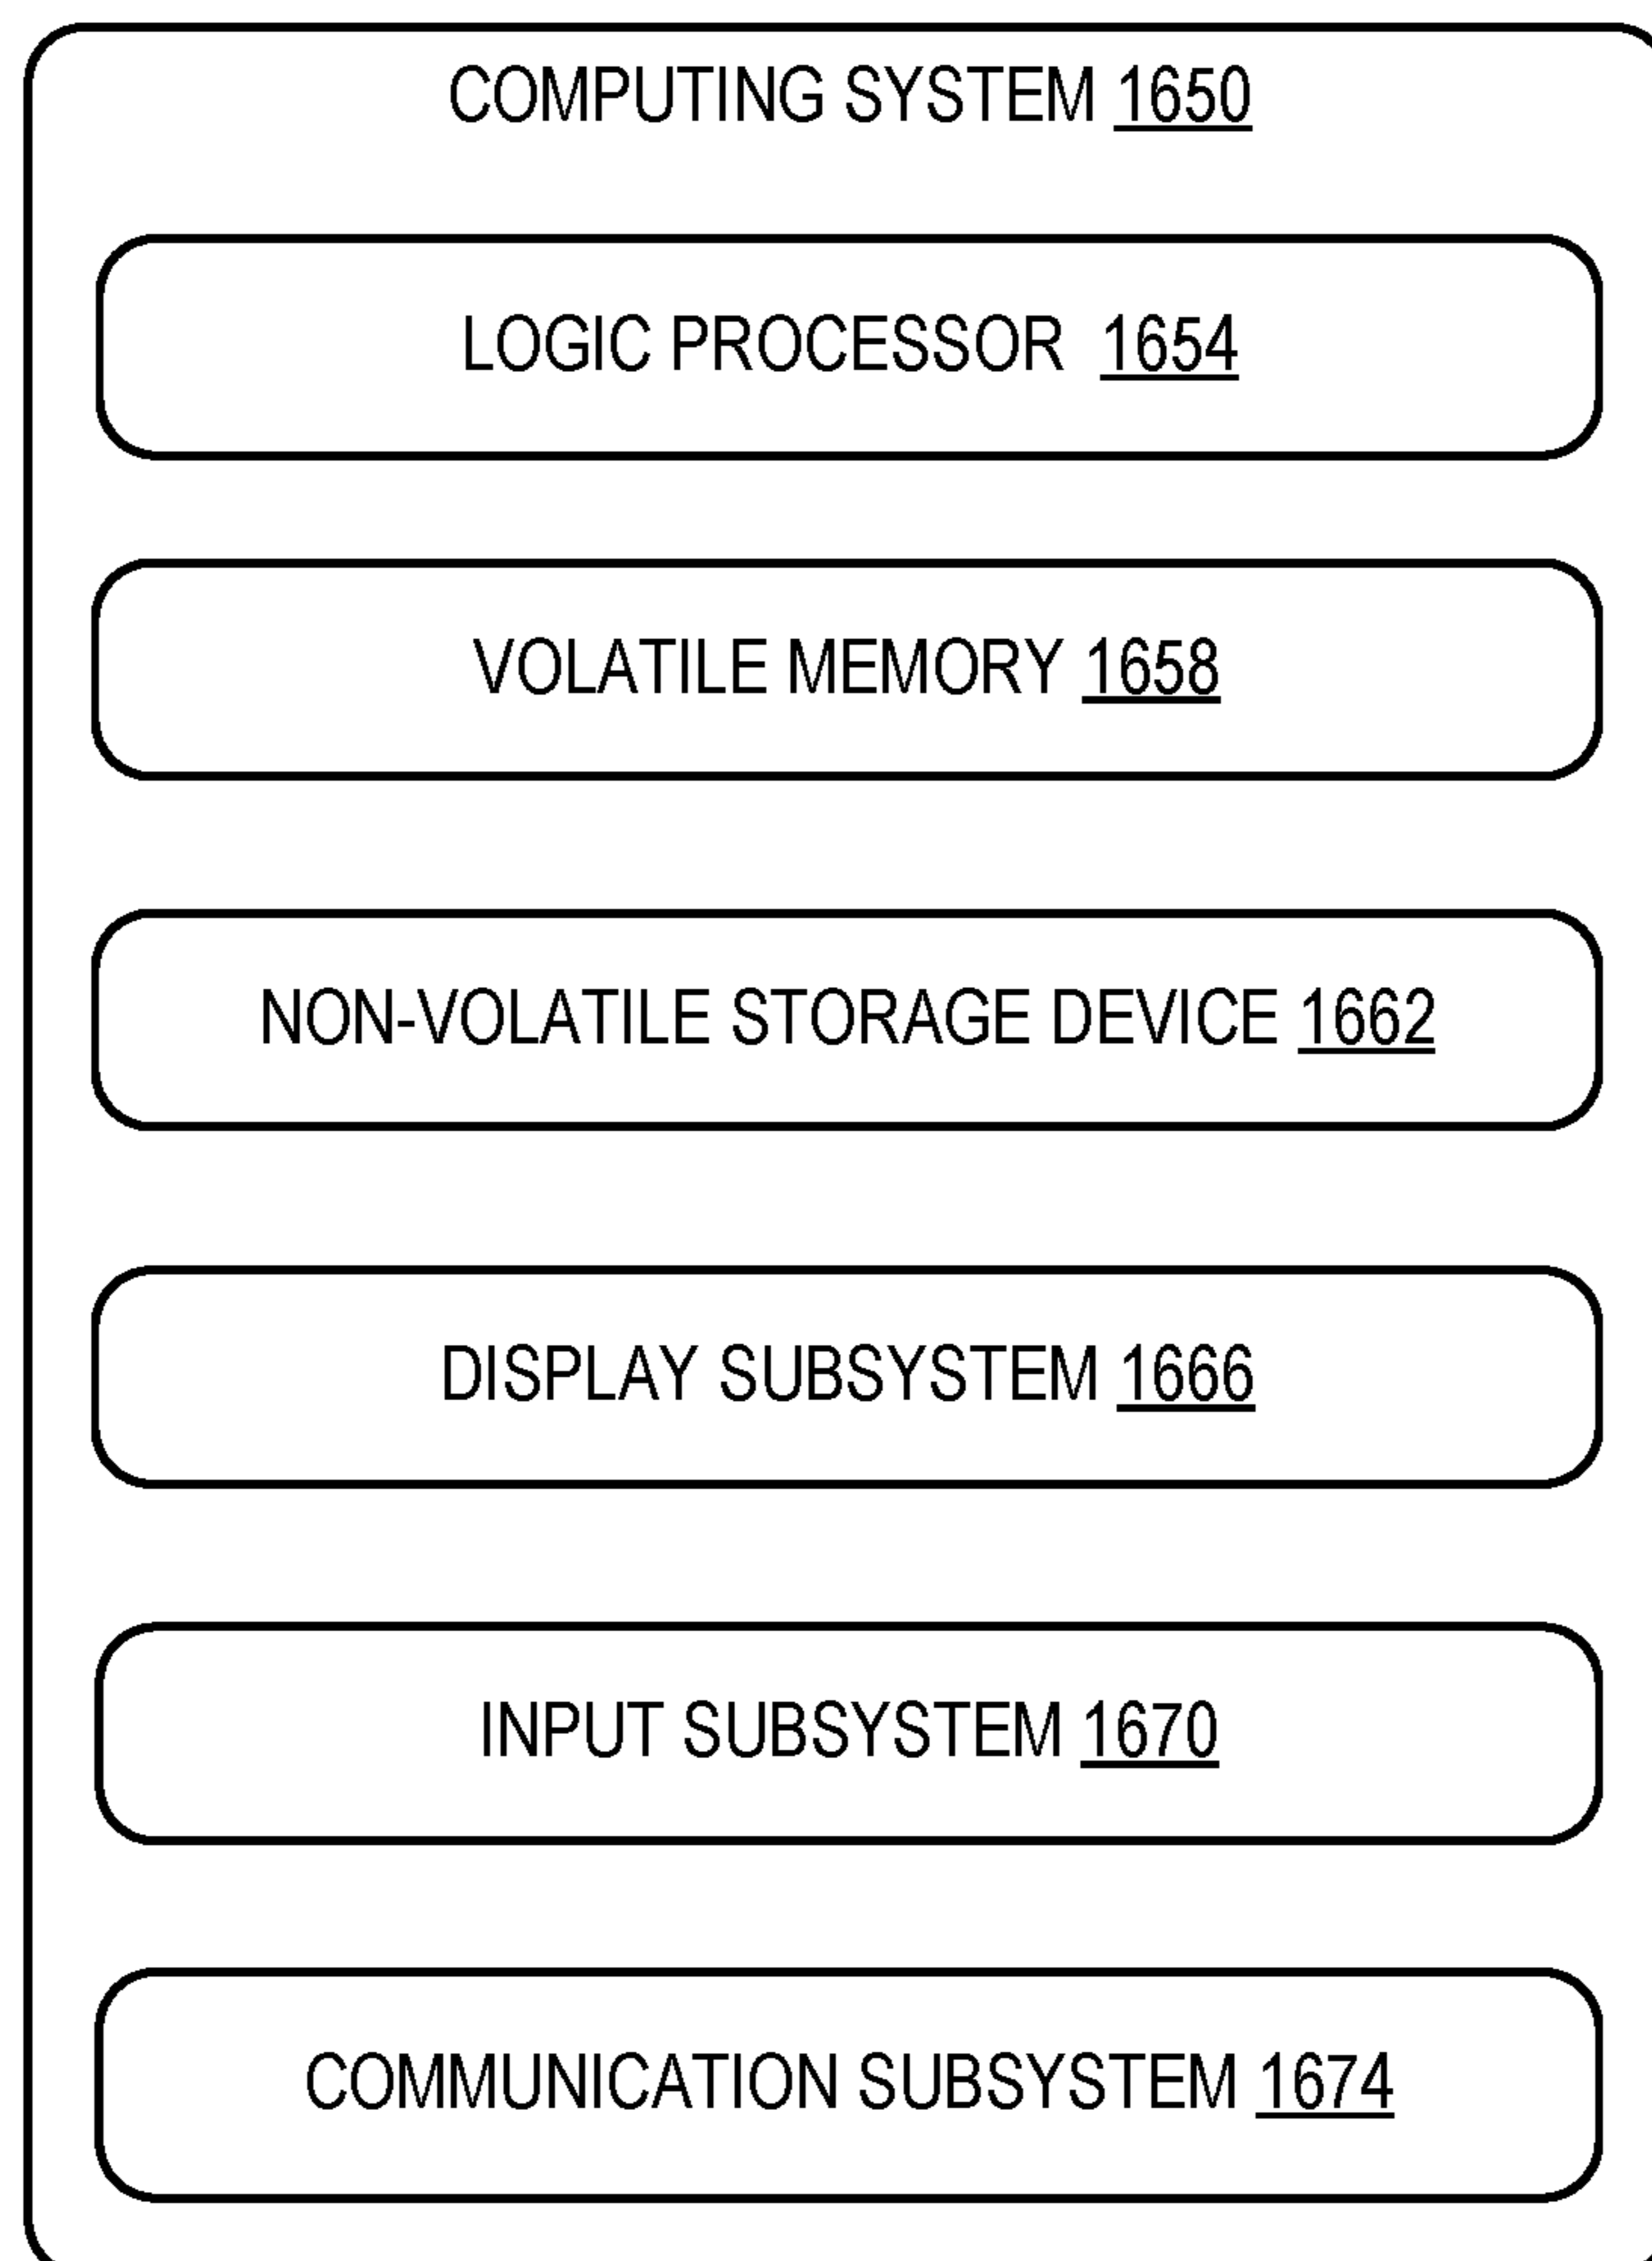 COMPUTING SYSTEM 1650
LOGIC PROCESSOR 1654
VOLATILE MEMORY 1658
NON-VOLATILE STORAGE DEVICE 1662
DISPLAY SUBSYSTEM 1666
INPUT SUBSYSTEM 1670
COMMUNICATION SUBSYSTEM 1674